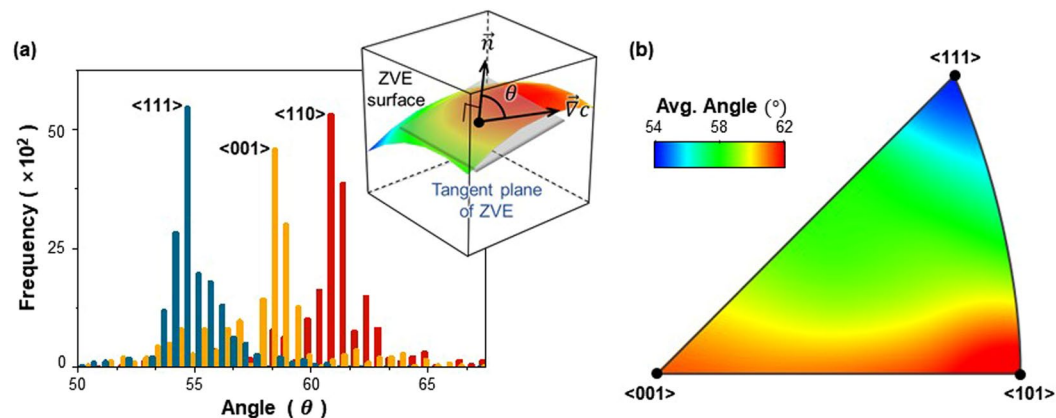 (a)
<111>
<110>
<001>
Frequency ( ×10²)
50
25
0
50
55
60
65
Angle ( θ )
ZVE
surface
n⃗
θ
∇⃗c
Tangent plane
of ZVE
(b)
<111>
Avg. Angle (°)
54 58 62
<001>
<101>